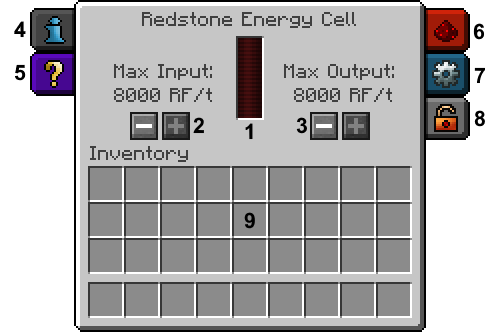 Redstone Energy Cell
4
5
?
6
7
8
Max Input:
8000 RF/t
Max Output:
8000 RF/t
- +
2
1
3
- +
Inventory
9